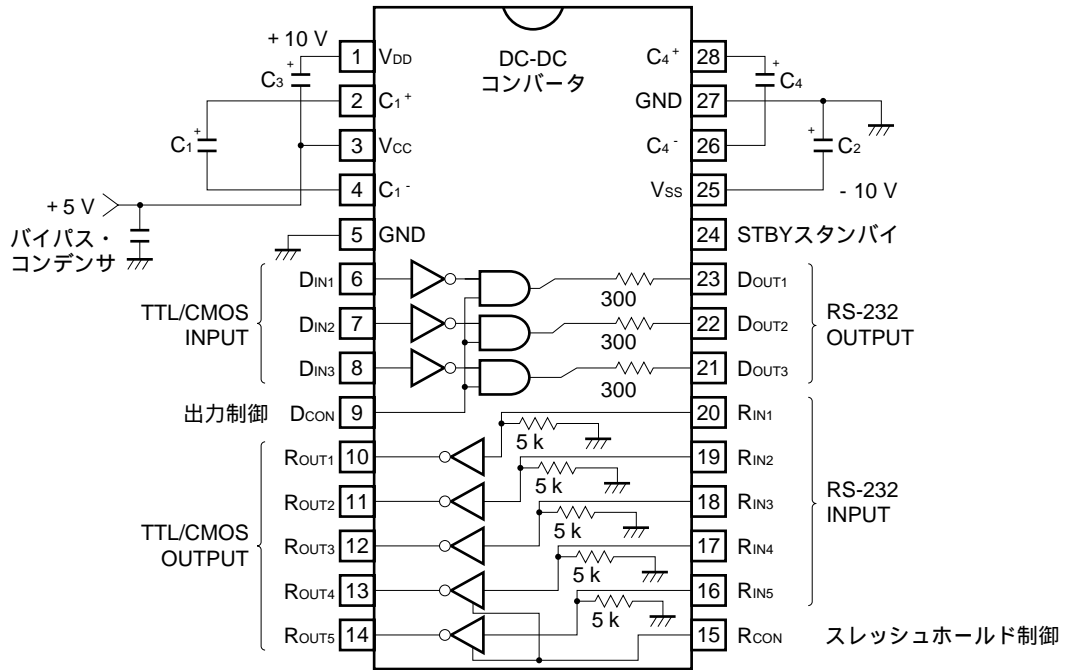 + 10 V
1 VDD
DC-DC
コンバータ
C4+ 28
C3 +
+ C4
2 C1+
GND 27
C1 +
3 VCC
C4- 26
+ C2
4 C1-
VSS 25
- 10 V
+ 5 V
バイパス・
コンデンサ
5 GND
24 STBYスタンバイ
DIN1 6
300
23 DOUT1
TTL/CMOS
INPUT
DIN2 7
300
22 DOUT2
RS-232
OUTPUT
DIN3 8
300
21 DOUT3
出力制御 DCON 9
20 RIN1
5 k
ROUT1 10
19 RIN2
5 k
ROUT2 11
18 RIN3
RS-232
INPUT
5 k
TTL/CMOS
OUTPUT
ROUT3 12
17 RIN4
5 k
ROUT4 13
16 RIN5
5 k
ROUT5 14
15 RCON スレッシュホールド制御